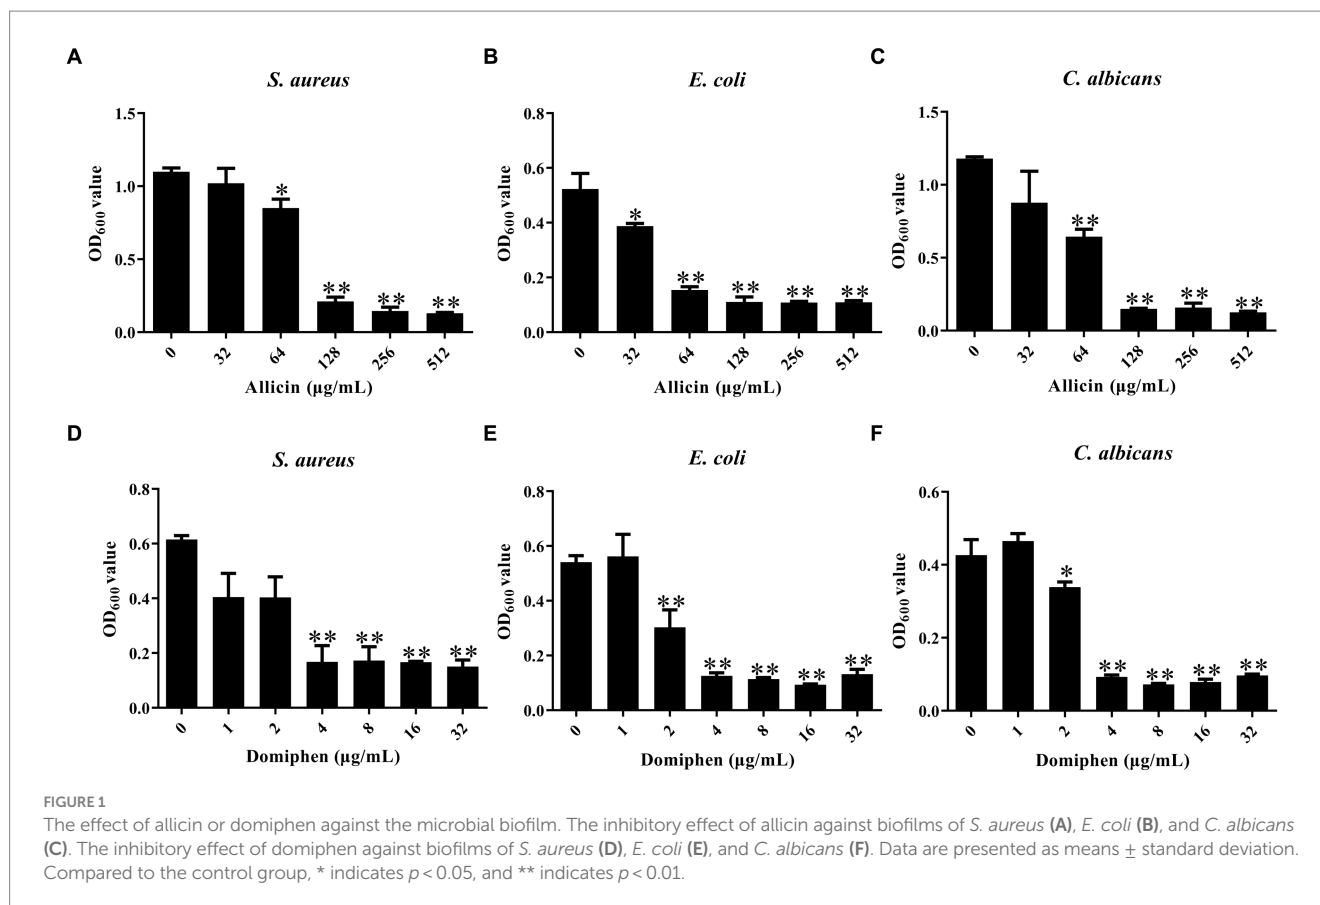 A
S. aureus
OD600 value
1.5
1.0
0.5
0.0
*
**
**
**
0 32 64 128 256 512
Allicin (µg/mL)
B
E. coli
OD600 value
0.8
0.6
0.4
0.2
0.0
*
**
**
**
**
0 32 64 128 256 512
Allicin (µg/mL)
C
C. albicans
OD600 value
1.5
1.0
0.5
0.0
**
**
**
**
0 32 64 128 256 512
Allicin (µg/mL)
D
S. aureus
OD600 value
0.8
0.6
0.4
0.2
0.0
**
**
**
**
0 1 2 4 8 16 32
Domiphen (µg/mL)
E
E. coli
OD600 value
0.8
0.6
0.4
0.2
0.0
**
**
**
**
**
0 1 2 4 8 16 32
Domiphen (µg/mL)
F
C. albicans
OD600 value
0.6
0.4
0.2
0.0
*
**
**
**
**
0 1 2 4 8 16 32
Domiphen (µg/mL)
FIGURE 1
The effect of allicin or domiphen against the microbial biofilm. The inhibitory effect of allicin against biofilms of S. aureus (A), E. coli (B), and C. albicans
(C). The inhibitory effect of domiphen against biofilms of S. aureus (D), E. coli (E), and C. albicans (F). Data are presented as means ± standard deviation.
Compared to the control group, * indicates p < 0.05, and ** indicates p < 0.01.